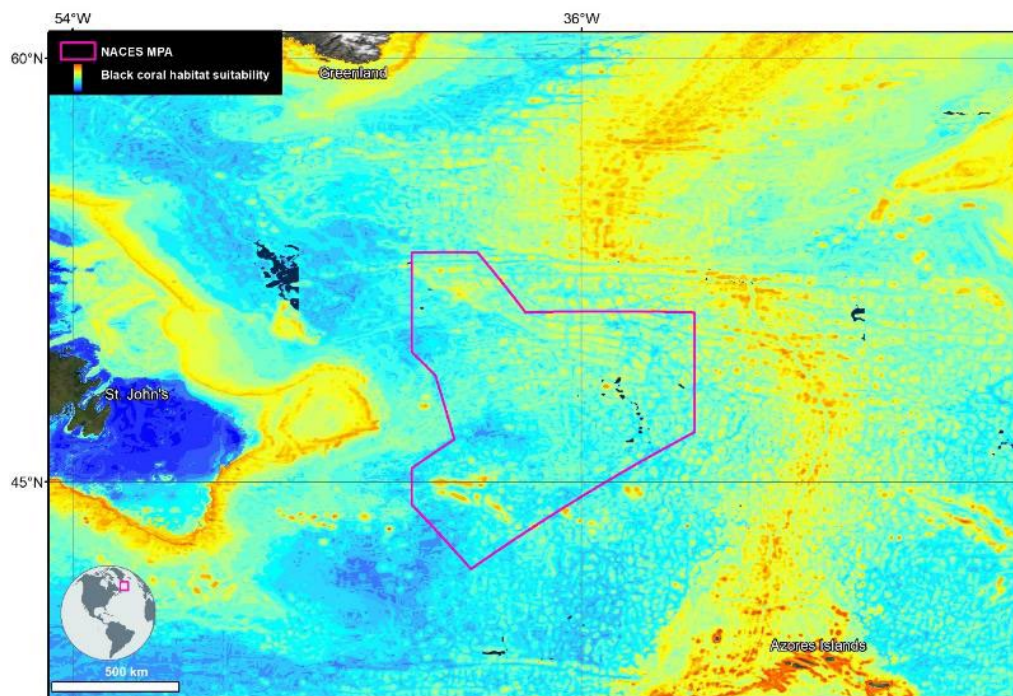 54°W
36°W
60°N
NACES MPA
Black coral habitat suitability
Greenland
St. John's
45°N
Azores Islands
500 km